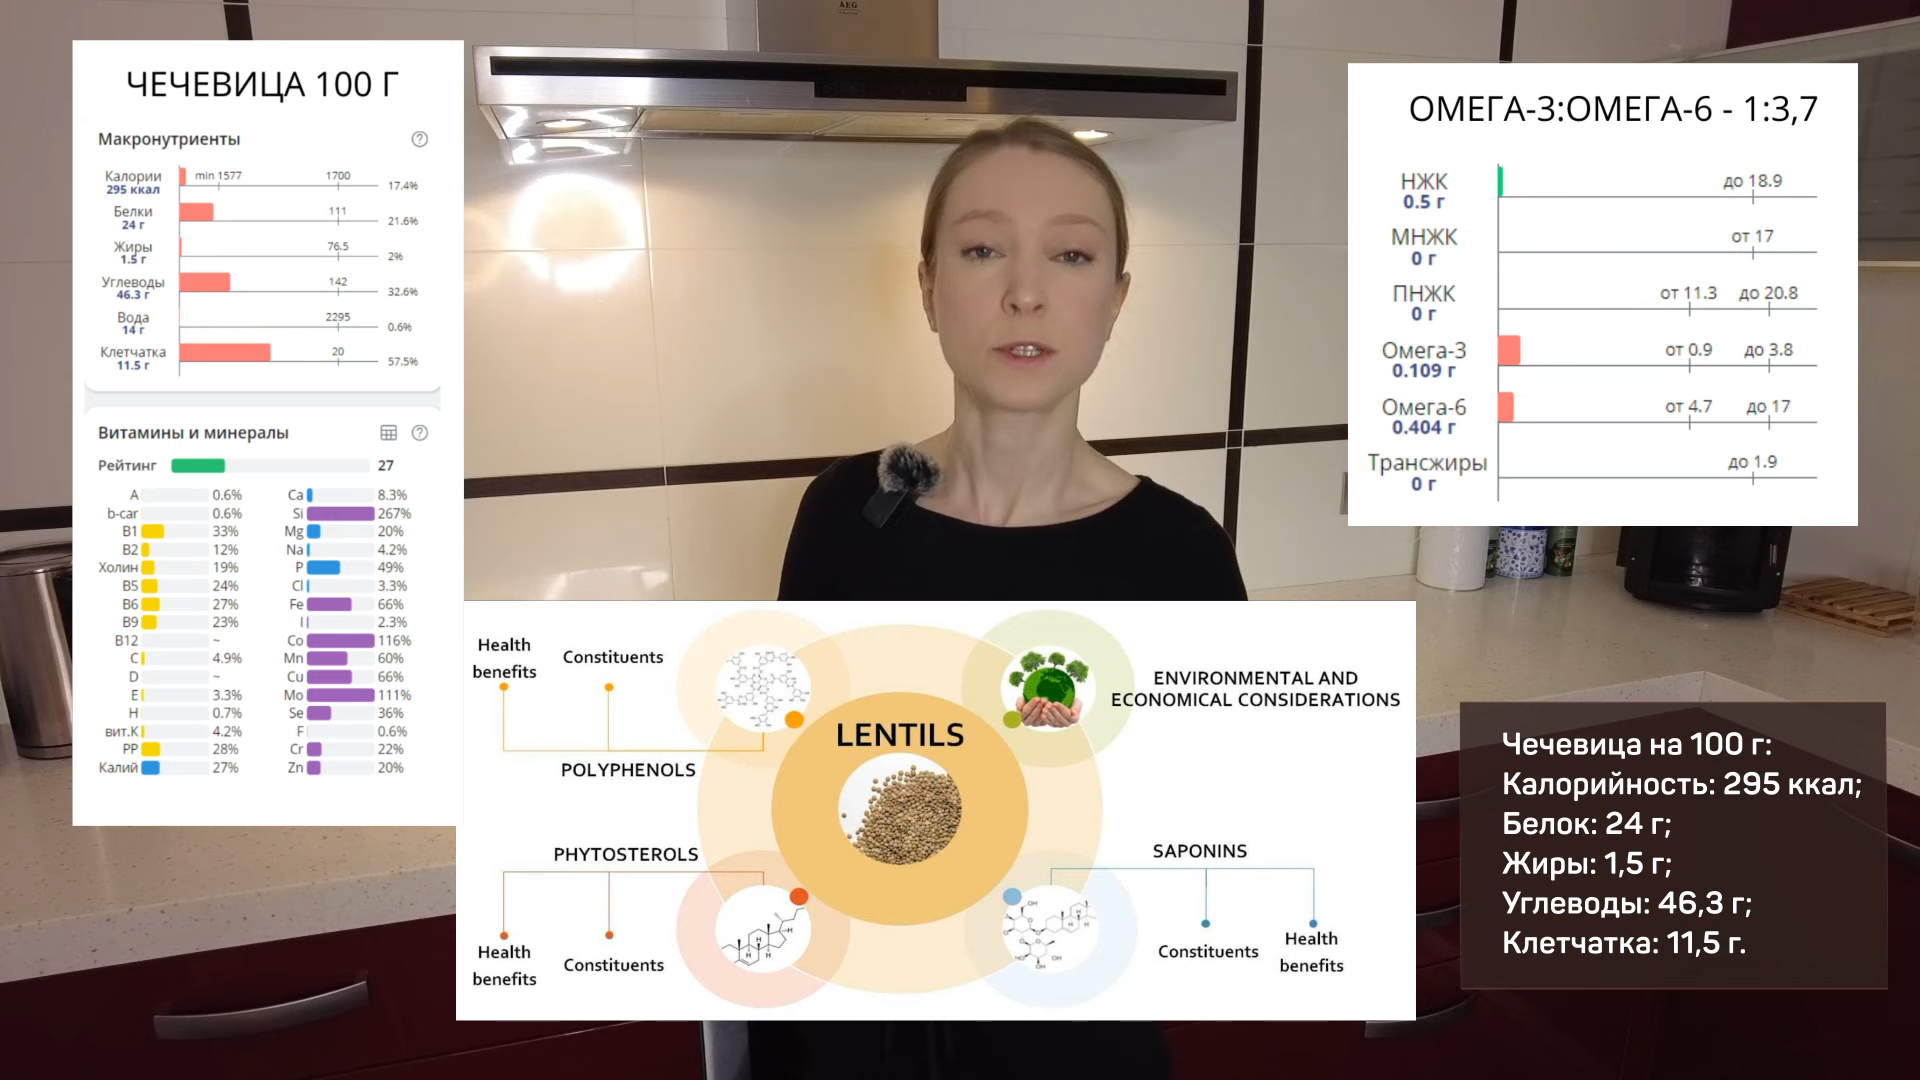 AEG
ЧЕЧЕВИЦА 100 Г
Макронутриенты
?
Калории
295 ккал
min 1577
1700
17.4%
Белки
24 г
111
21.6%
Жиры
1.5 г
76.5
2%
Углеводы
46.3 г
142
32.6%
Вода
14 г
2295
0.6%
Клетчатка
11.5 г
20
57.5%
Витамины и минералы
?
Рейтинг
27
A 0.6%
b-car 0.6%
B1 33%
B2 12%
Холин 19%
B5 24%
B6 27%
B9 23%
B12 ~
C 4.9%
D ~
E 3.3%
H 0.7%
вит.К 4.2%
PP 28%
Калий 27%
Ca 8.3%
Si 267%
Mg 20%
Na 4.2%
P 49%
Cl 3.3%
Fe 66%
I 2.3%
Co 116%
Mn 60%
Cu 66%
Mo 111%
Se 36%
F 0.6%
Cr 22%
Zn 20%
ОМЕГА-3:ОМЕГА-6 - 1:3,7
НЖК
0.5 г
до 18.9
МНЖК
0 г
от 17
ПНЖК
0 г
от 11.3
до 20.8
Омега-3
0.109 г
от 0.9
до 3.8
Омега-6
0.404 г
от 4.7
до 17
Трансжиры
0 г
до 1.9
Health
benefits
Constituents
POLYPHENOLS
LENTILS
ENVIRONMENTAL AND
ECONOMICAL CONSIDERATIONS
PHYTOSTEROLS
Health
benefits
Constituents
SAPONINS
Constituents
Health
benefits
Чечевица на 100 г:
Калорийность: 295 ккал;
Белок: 24 г;
Жиры: 1,5 г;
Углеводы: 46,3 г;
Клетчатка: 11,5 г.